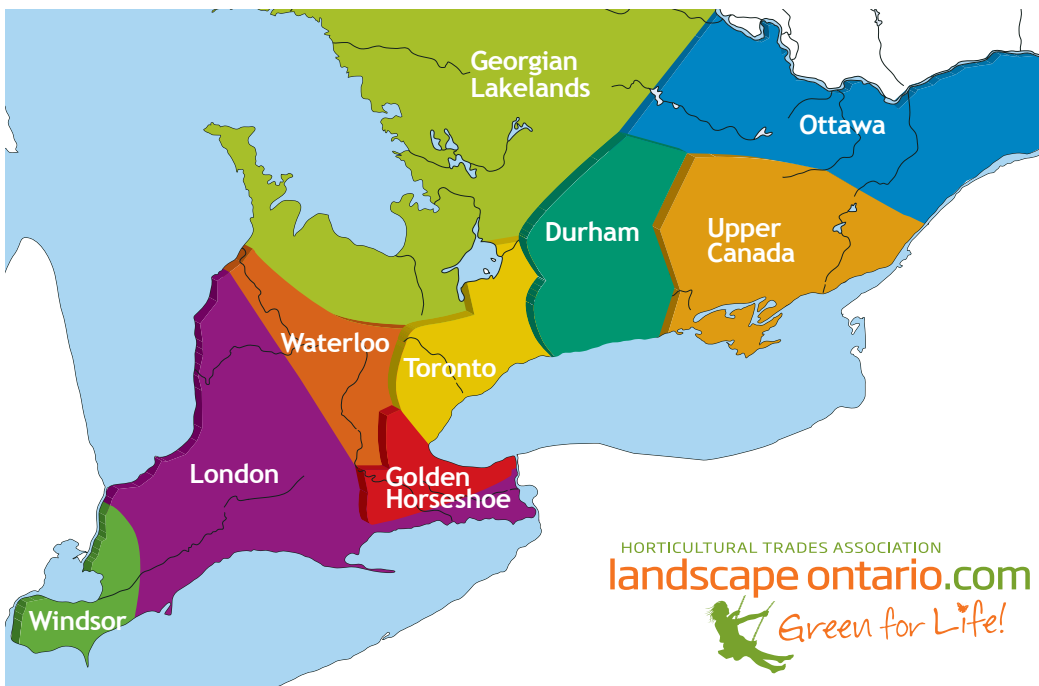 Georgian
Lakelands
Ottawa
Durham
Upper
Canada
Waterloo
Toronto
London
Golden
Horseshoe
Windsor
HORTICULTURAL TRADES ASSOCIATION
landscape ontario.com
Green for Life!